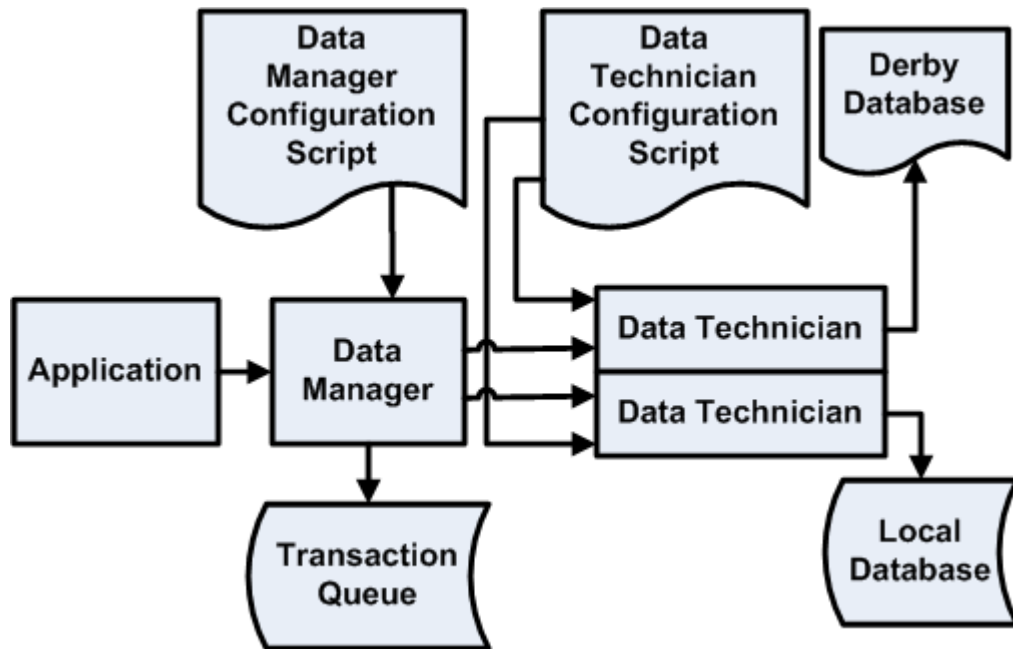 Data
Manager
Configuration
Script
Data
Technician
Configuration
Script
Derby
Database
Application
Data
Manager
Data Technician
Data Technician
Transaction
Queue
Local
Database